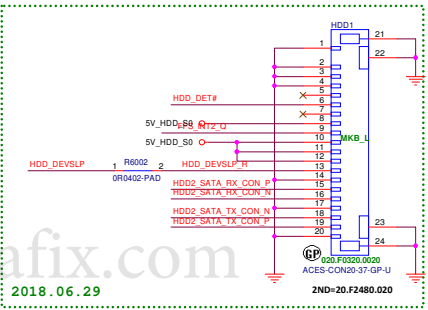 HDD1
21
1
22
2
3
4
5
HDD_DET#
6
7
5V_HDD_S0
8
FFS_INT2_Q
9
MKB_L
5V_HDD_S0
10
11
12
HDD_DEVSLP 1 R6002 2 HDD_DEVSLP_R
13
0R0402-PAD
14
HDD2_SATA_RX_CON_P
15
HDD2_SATA_RX_CON_N
16
17
HDD2_SATA_TX_CON_N
18
HDD2_SATA_TX_CON_P
19
23
20
24
GP
020.F0320.0020
ACES-CON20-37-GP-U
afix.com
2018.06.29
2ND=20.F2480.020